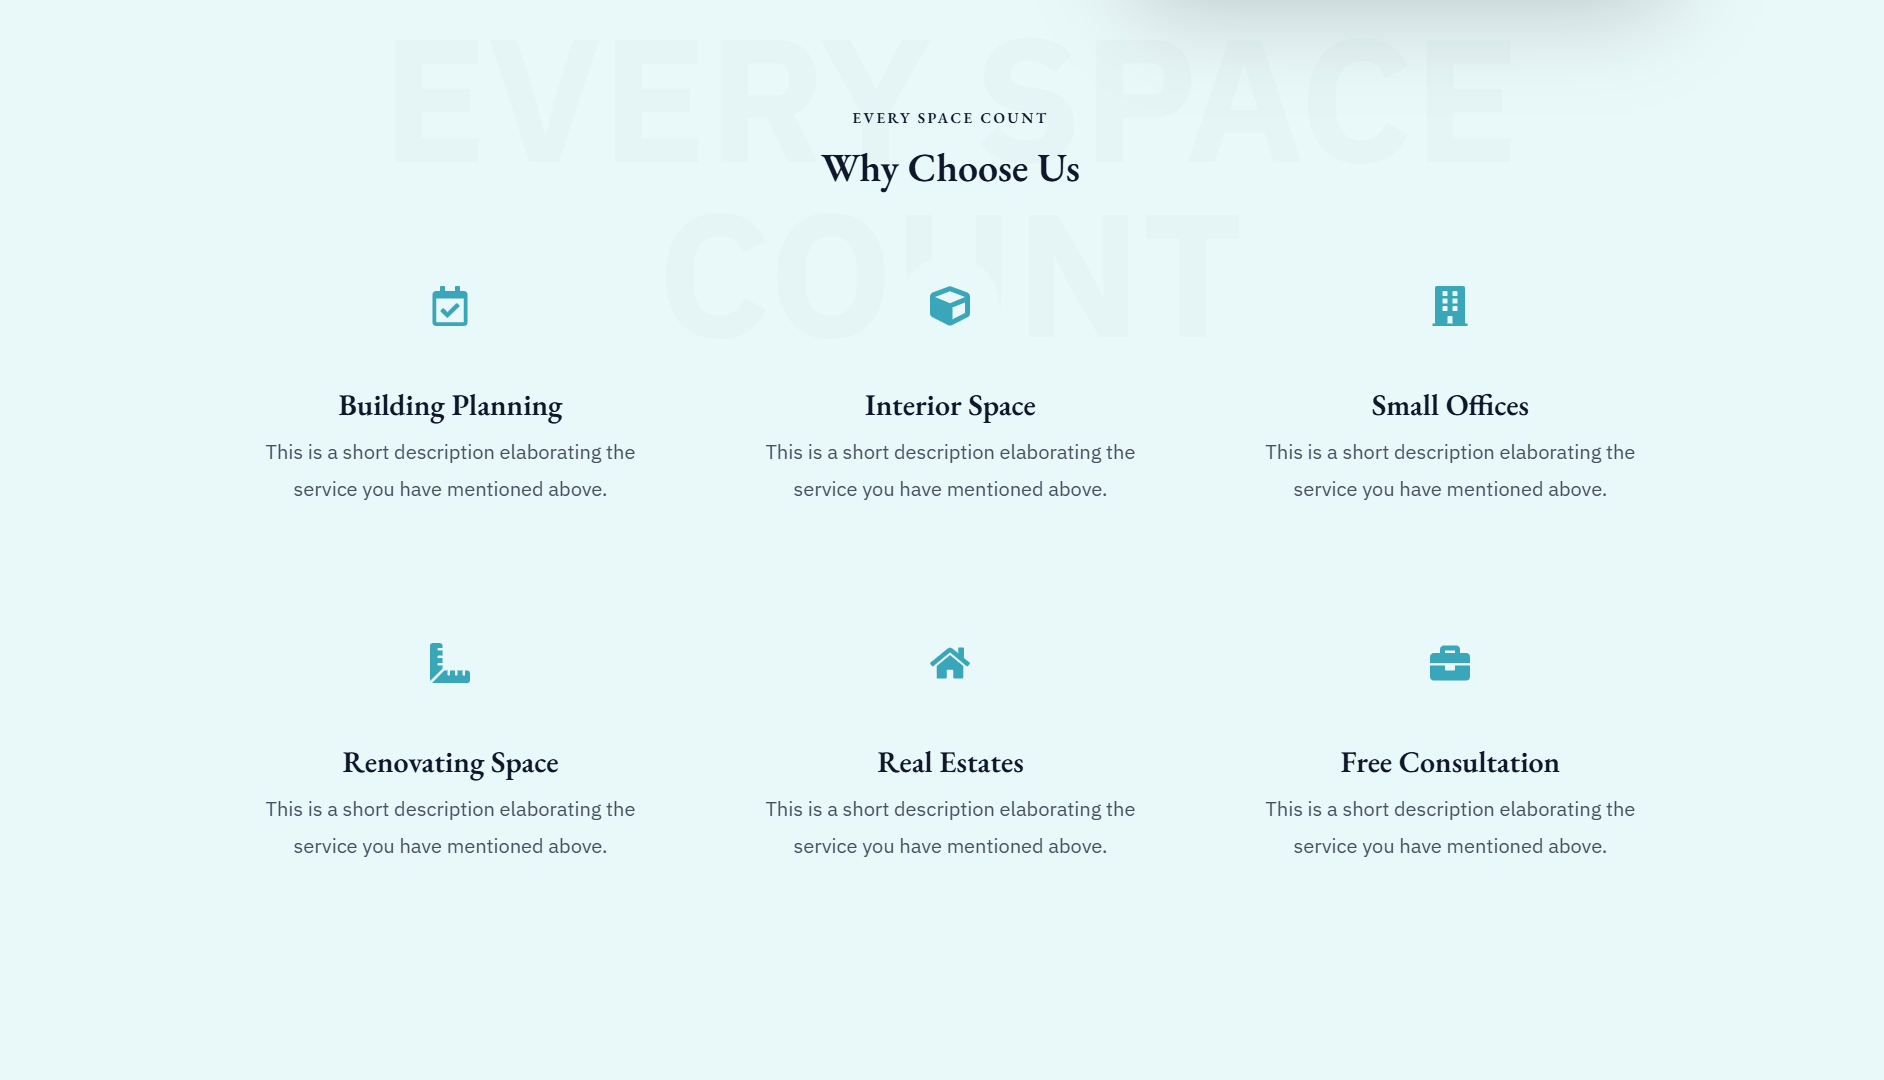 EVERY SPACE
EVERY SPACE COUNT
Why Choose Us
COUNT
Building Planning
This is a short description elaborating the
service you have mentioned above.
Interior Space
This is a short description elaborating the
service you have mentioned above.
Small Offices
This is a short description elaborating the
service you have mentioned above.
Renovating Space
This is a short description elaborating the
service you have mentioned above.
Real Estates
This is a short description elaborating the
service you have mentioned above.
Free Consultation
This is a short description elaborating the
service you have mentioned above.